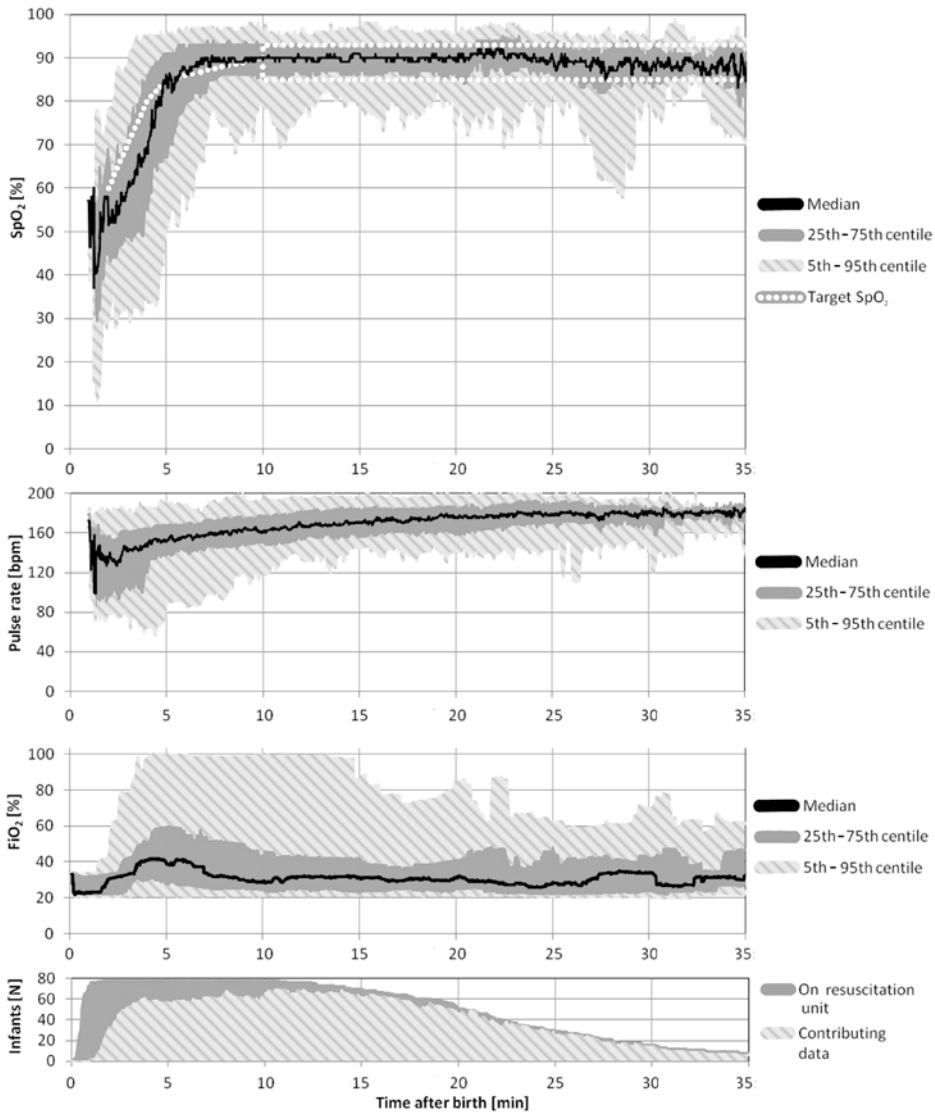 100
90
80
70
60
50
40
30
20
10
0
SpO₂ [%]
0 5 10 15 20 25 30 35
Median
25th–75th centile
5th–95th centile
Target SpO₂
200
160
120
80
40
0
Pulse rate [bpm]
0 5 10 15 20 25 30 35
Median
25th–75th centile
5th–95th centile
100
80
60
40
20
0
FiO₂ [%]
0 5 10 15 20 25 30 35
Median
25th–75th centile
5th–95th centile
80
60
40
20
0
Infants [N]
0 5 10 15 20 25 30 35
Time after birth [min]
On resuscitation
unit
Contributing
data